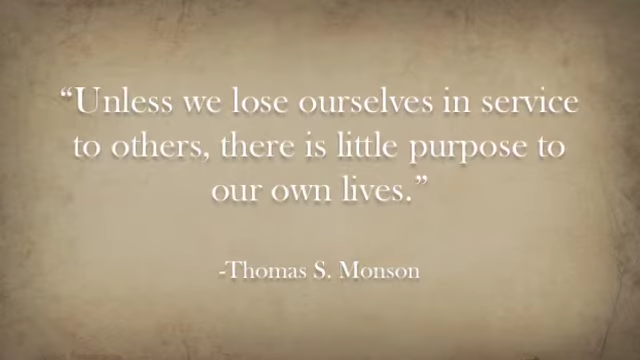 “Unless we lose ourselves in service
to others, there is little purpose to
our own lives.”
-Thomas S. Monson